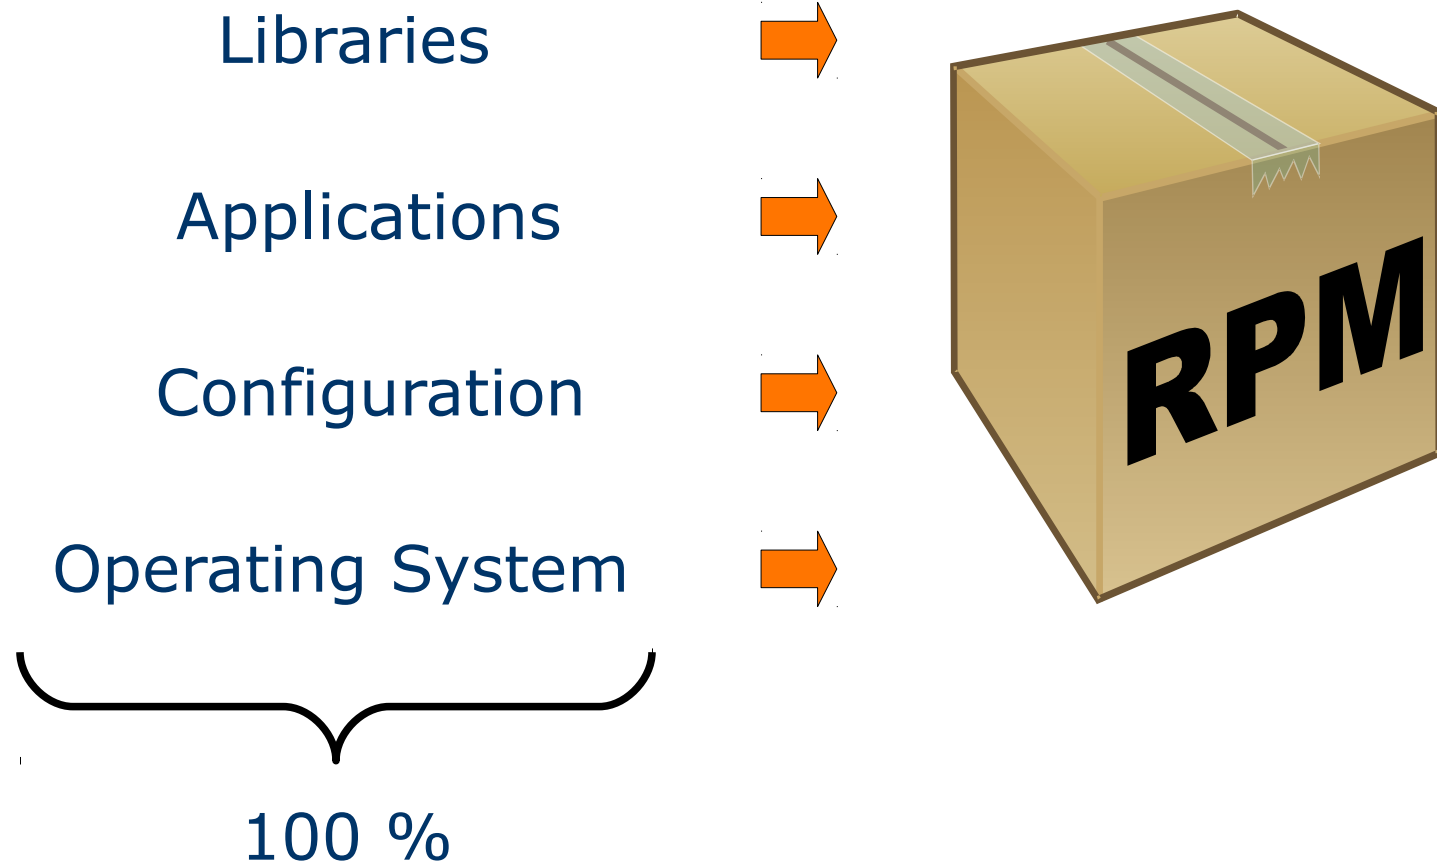 Libraries
Applications
Configuration
Operating System
100 %
RPM